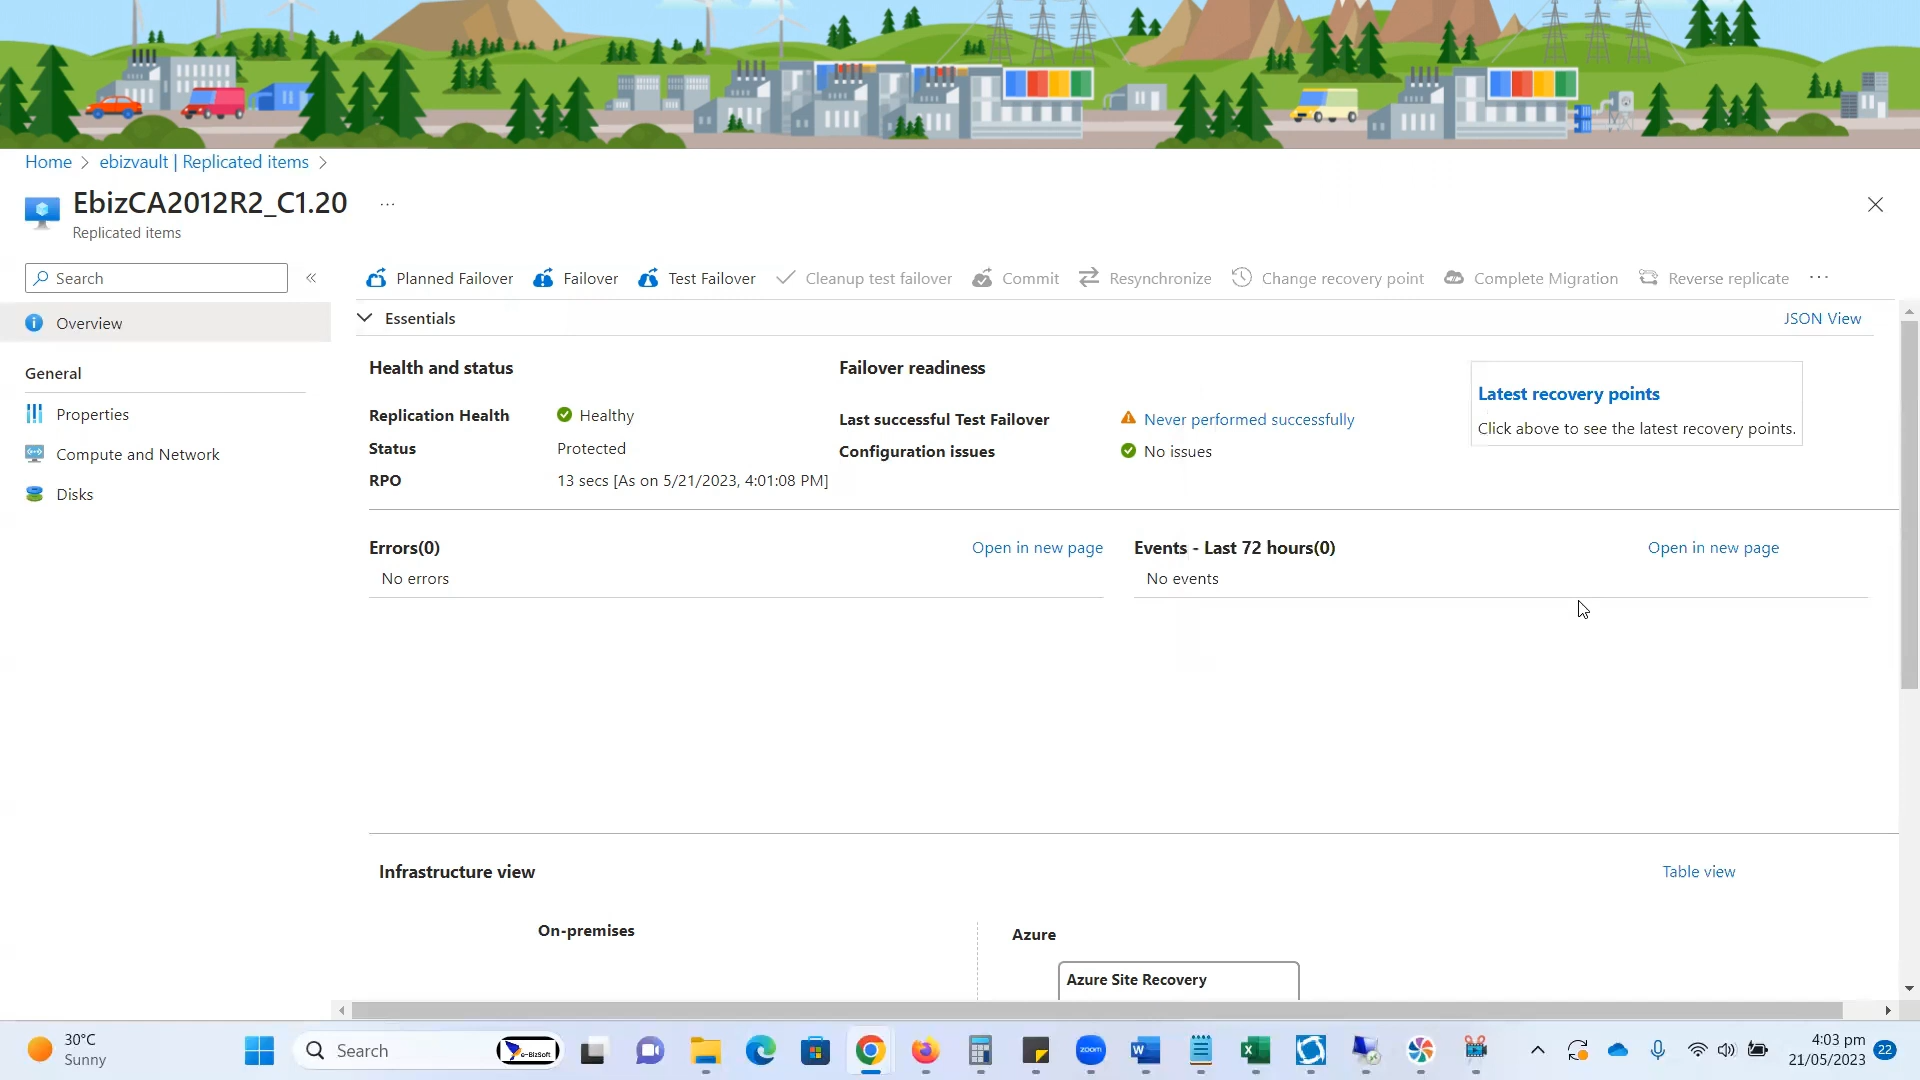 Home > ebizvault | Replicated items >
EbizCA2012R2_C1.20 ...
Replicated items
Search «
Planned Failover Failover Test Failover Cleanup test failover Commit Resynchronize Change recovery point Complete Migration Reverse replicate ...
Overview
General
Properties
Compute and Network
Disks
Essentials JSON View
Health and status
Replication Health Healthy
Status Protected
RPO 13 secs [As on 5/21/2023, 4:01:08 PM]
Failover readiness
Last successful Test Failover Never performed successfully
Configuration issues No issues
Latest recovery points
Click above to see the latest recovery points.
Errors(0) Open in new page
No errors
Events - Last 72 hours(0) Open in new page
No events
Infrastructure view Table view
On-premises
Azure
Azure Site Recovery
30°C
Sunny
Search
e-BizSoft
zoom
4:03 pm
21/05/2023
22